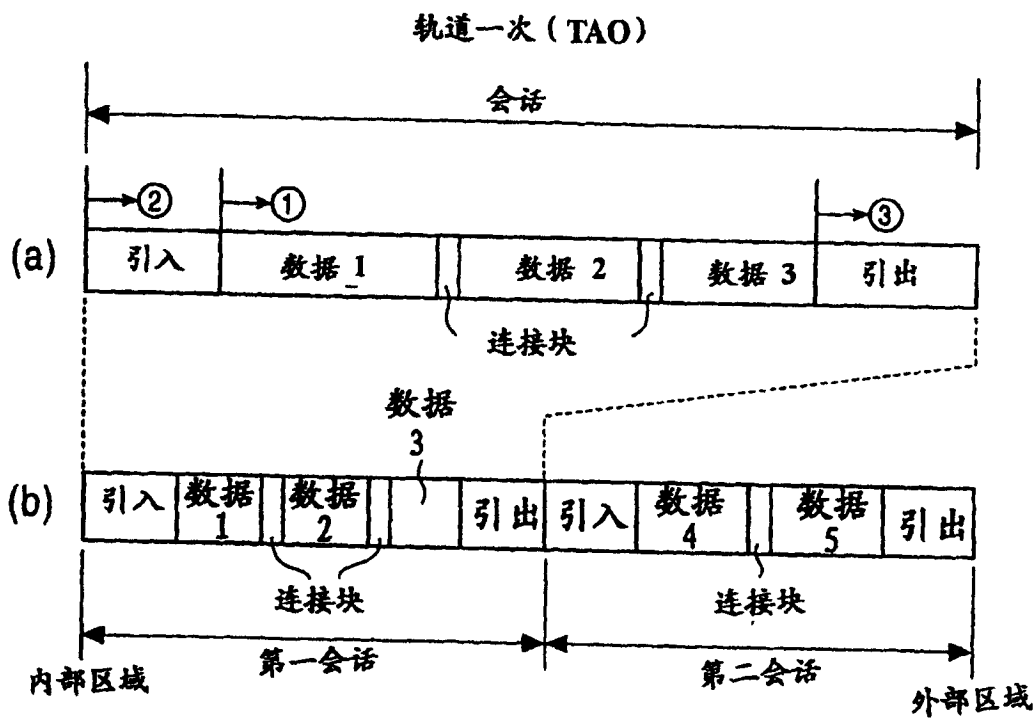 轨道一次（TAO）
会话
② ① ③
(a) 引入 数据 1 数据 2 数据 3 引出
连接块
数据
3
(b) 引入 数据 数据 引出 引入 数据 数据 引出
1 2 4 5
连接块 连接块
第一会话 第二会话
内部区域 外部区域